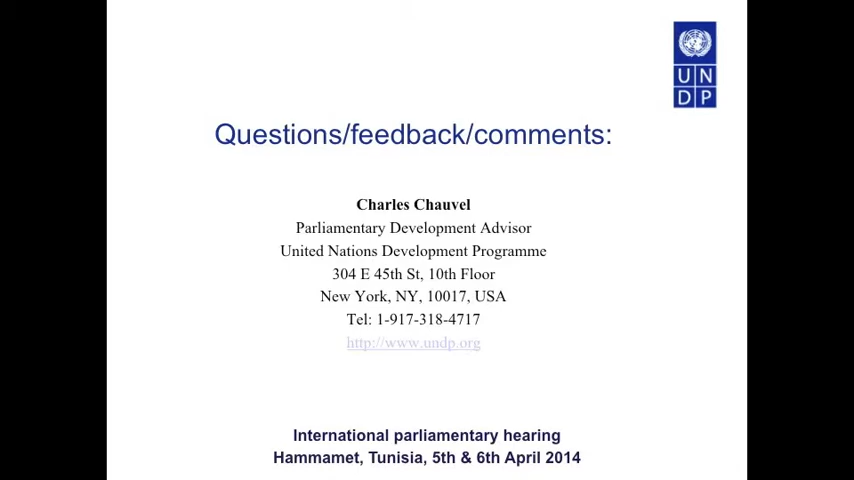 UN
DP
Questions/feedback/comments:
Charles Chauvel
Parliamentary Development Advisor
United Nations Development Programme
304 E 45th St, 10th Floor
New York, NY, 10017, USA
Tel: 1-917-318-4717
http://www.undp.org
International parliamentary hearing
Hammamet, Tunisia, 5th & 6th April 2014